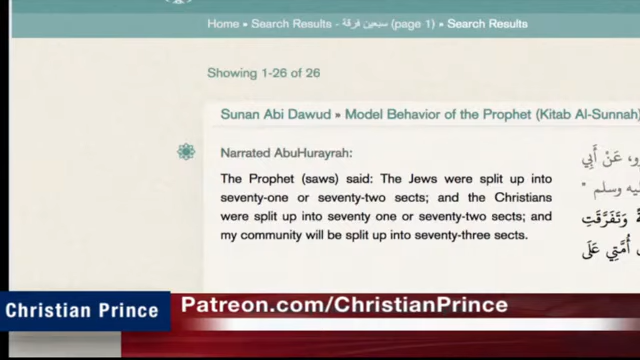 Home » Search Results - سبعين فرقة (page 1) » Search Results
Showing 1-26 of 26
Sunan Abi Dawud » Model Behavior of the Prophet (Kitab Al-Sunnah)
Narrated AbuHurayrah:
The Prophet (saws) said: The Jews were split up into
seventy-one or seventy-two sects; and the Christians
were split up into seventy one or seventy-two sects; and
my community will be split up into seventy-three sects.
عَنْ أَبِي
ليه وسلم "
وَتَفَرَّقَتِ
أُمَّتِي عَلَى
Christian Prince
Patreon.com/ChristianPrince